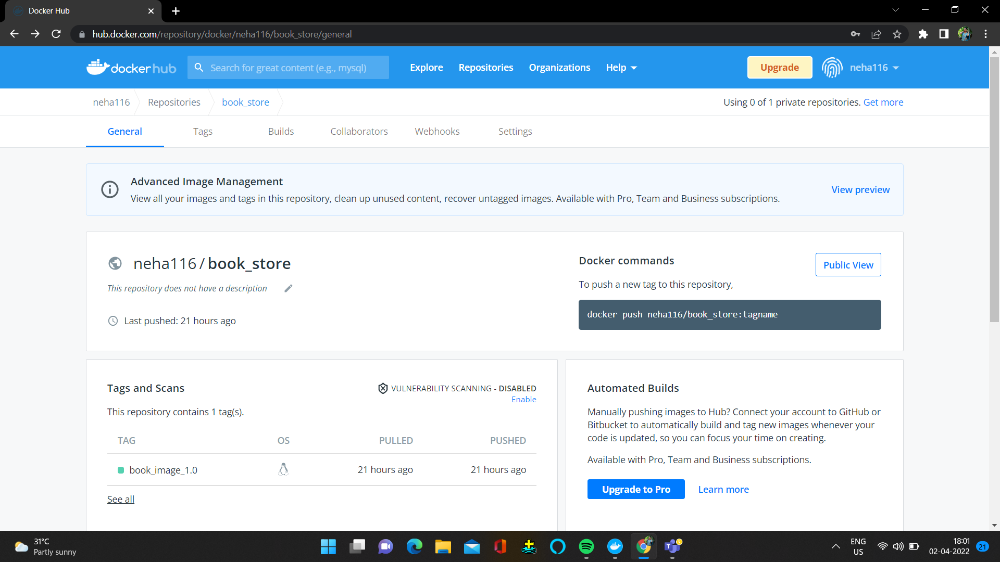 Docker Hub
hub.docker.com/repository/docker/neha116/book_store/general
dockerhub
Search for great content (e.g., mysql)
Explore
Repositories
Organizations
Help
Upgrade
neha116
neha116
Repositories
book_store
Using 0 of 1 private repositories. Get more
General
Tags
Builds
Collaborators
Webhooks
Settings
Advanced Image Management
View all your images and tags in this repository, clean up unused content, recover untagged images. Available with Pro, Team and Business subscriptions.
View preview
neha116 / book_store
This repository does not have a description
Last pushed: 21 hours ago
Docker commands
Public View
To push a new tag to this repository,
docker push neha116/book_store:tagname
Tags and Scans
VULNERABILITY SCANNING - DISABLED
Enable
This repository contains 1 tag(s).
TAG OS PULLED PUSHED
book_image_1.0 21 hours ago 21 hours ago
See all
Automated Builds
Manually pushing images to Hub? Connect your account to GitHub or
Bitbucket to automatically build and tag new images whenever your
code is updated, so you can focus your time on creating.
Available with Pro, Team and Business subscriptions.
Upgrade to Pro
Learn more
31°C
Partly sunny
ENG
US
18:01
02-04-2022
21